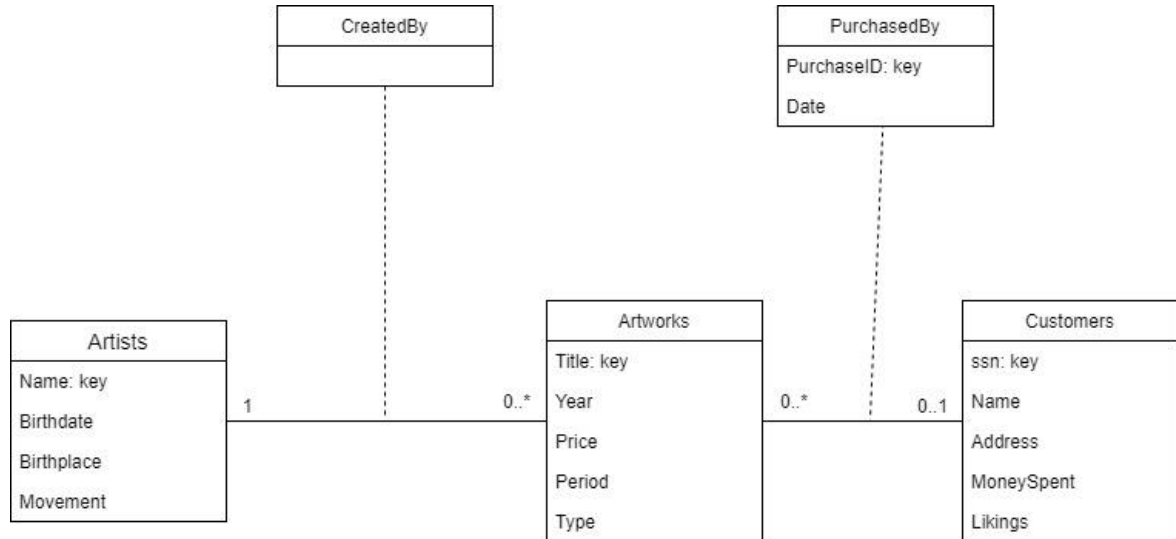 CreatedBy
PurchasedBy
PurchaseID: key
Date
Artists
Name: key
Birthdate
Birthplace
Movement
1
0..*
Artworks
Title: key
Year
Price
Period
Type
0..*
0..1
Customers
ssn: key
Name
Address
MoneySpent
Likings